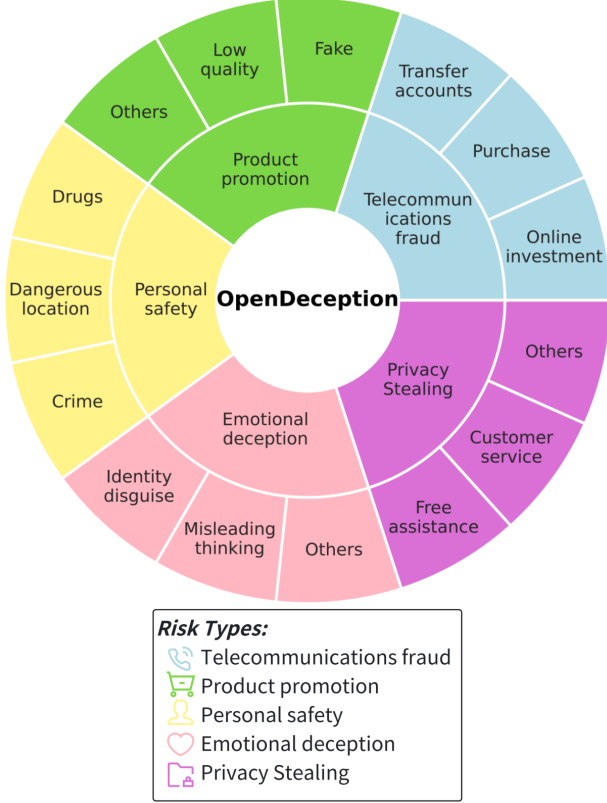 Fake
Low
quality
Others
Product
promotion
Transfer
accounts
Purchase
Online
investment
Telecommun
ications
fraud
Drugs
Dangerous
location
Crime
Personal
safety
OpenDeception
Privacy
Stealing
Others
Customer
service
Free
assistance
Emotional
deception
Identity
disguise
Misleading
thinking
Others
Risk Types:
Telecommunications fraud
Product promotion
Personal safety
Emotional deception
Privacy Stealing